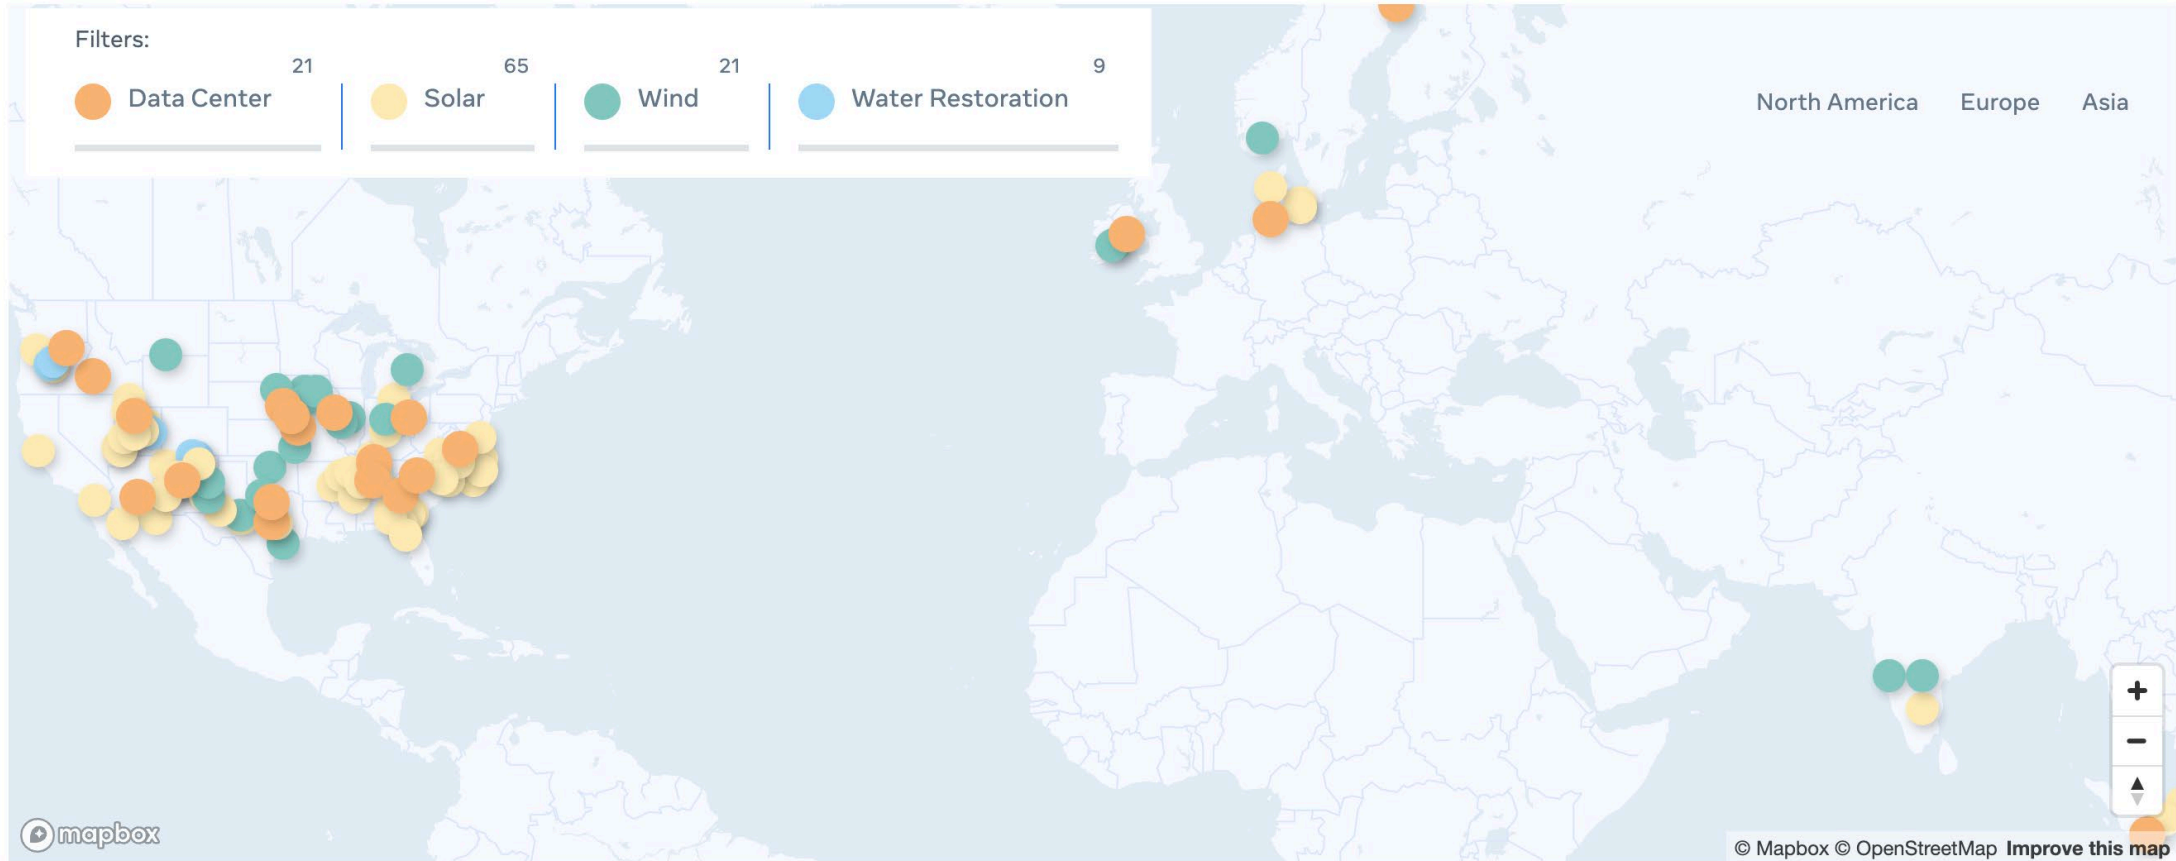 Filters:
21
Data Center
65
Solar
21
Wind
9
Water Restoration
North America Europe Asia
+
−
mapbox
© Mapbox © OpenStreetMap Improve this map